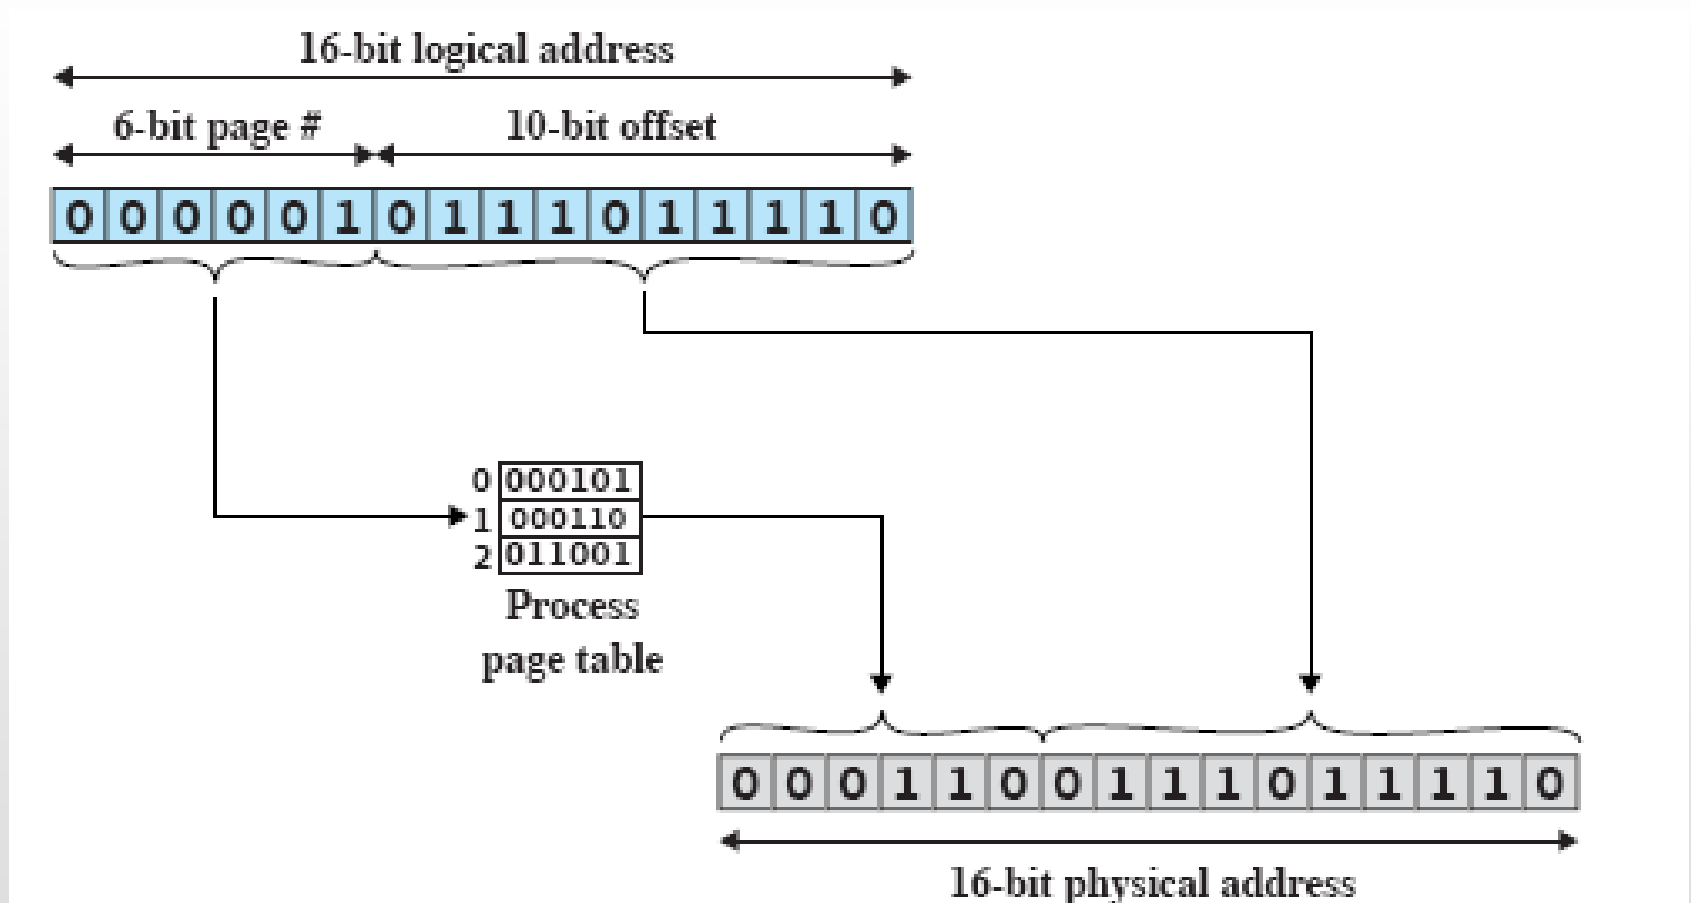 16-bit logical address
6-bit page # 10-bit offset
0 0 0 0 0 1 0 1 1 1 0 1 1 1 1 0
0 000101
1 000110
2 011001
Process
page table
0 0 0 1 1 0 0 1 1 1 0 1 1 1 1 0
16-bit physical address